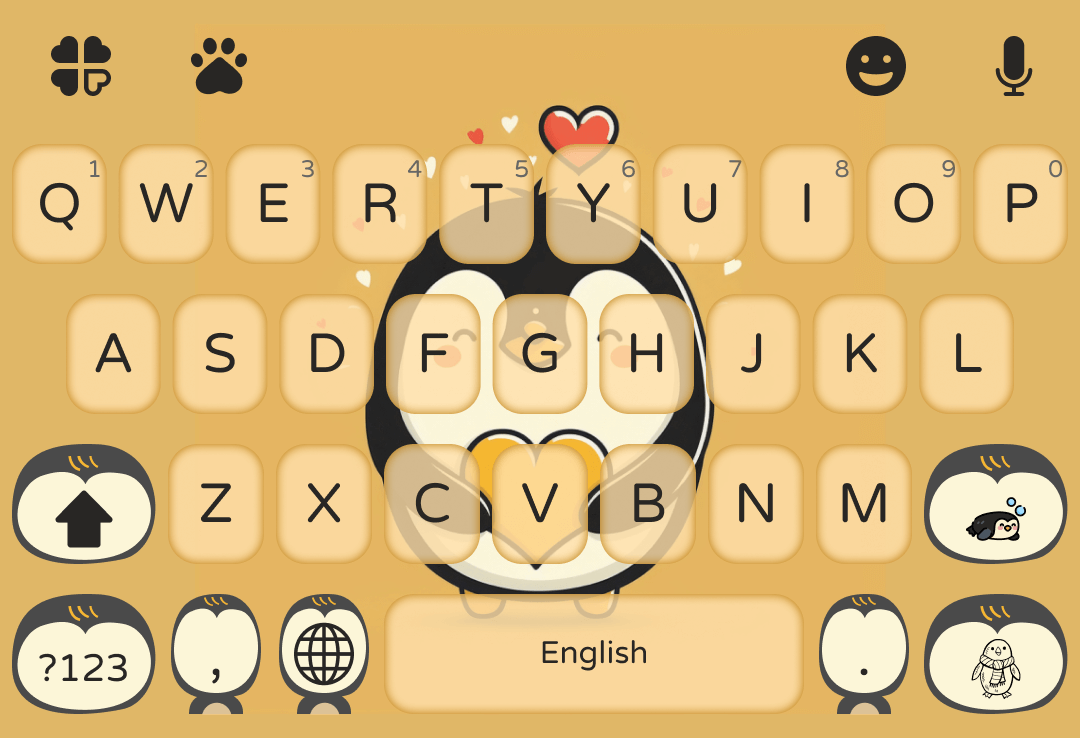 1 2 3 4 5 6 7 8 9 0
Q W E R T Y U I O P
A S D F G H J K L
Z X C V B N M
?123 , English .